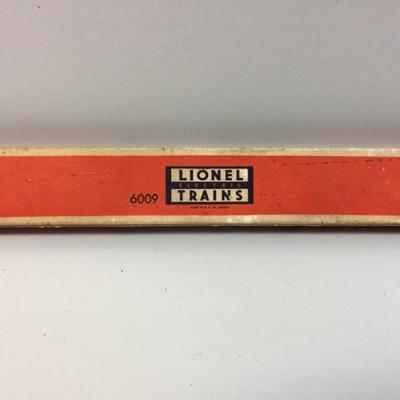 6009
LIONEL
ELECTRIC
TRAINS